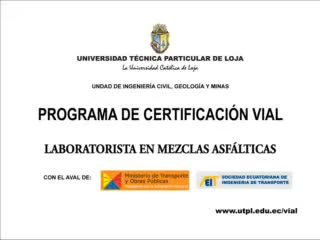 UNIVERSIDAD TÉCNICA PARTICULAR DE LOJA
La Universidad Católica de Loja
UNDAD DE INGENIERÍA CIVIL, GEOLOGÍA Y MINAS
PROGRAMA DE CERTIFICACIÓN VIAL
LABORATORISTA EN MEZCLAS ASFÁLTICAS
CON EL AVAL DE:
Ministerio de Transporte
y Obras Públicas
SOCIEDAD ECUATORIANA DE
INGENIERIA DE TRANSPORTE
www.utpl.edu.ec/vial